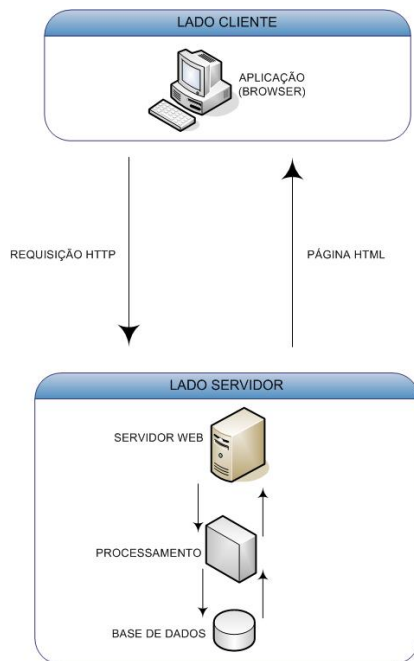 LADO CLIENTE
APLICAÇÃO
(BROWSER)
REQUISIÇÃO HTTP
PÁGINA HTML
LADO SERVIDOR
SERVIDOR WEB
PROCESSAMENTO
BASE DE DADOS